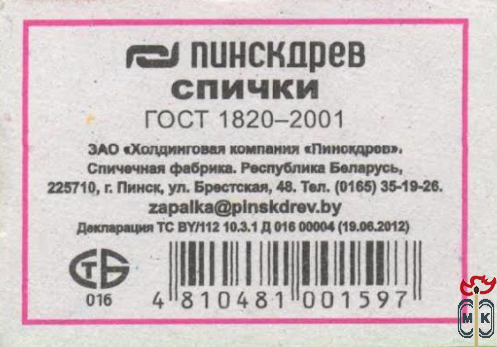 ПИНСКДРЕВ
СПИЧКИ
ГОСТ 1820–2001
ЗАО «Холдинговая компания «Пинскдрев».
Спичечная фабрика. Республика Беларусь,
225710, г. Пинск, ул. Брестская, 48. Тел. (0165) 35-19-26.
zapalka@pinskdrev.by
Декларация ТС BY/112 10.3.1 Д 016 00004 (19.06.2012)
СТБ
016
4 810481 001597
М К